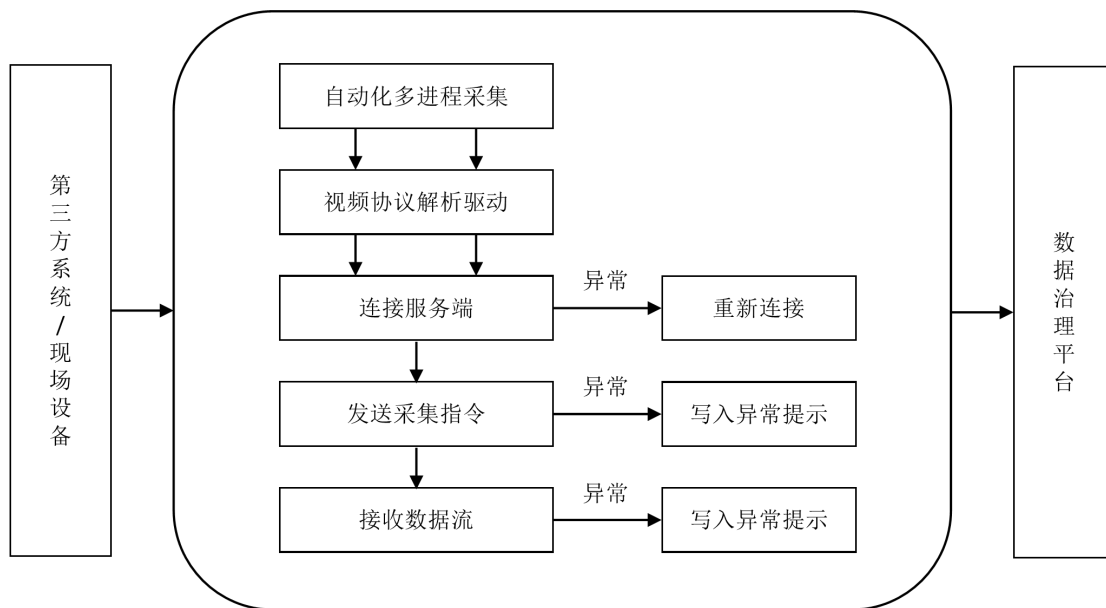 第三方系统/现场设备
自动化多进程采集
视频协议解析驱动
连接服务端
异常
重新连接
发送采集指令
异常
写入异常提示
接收数据流
异常
写入异常提示
数据治理平台